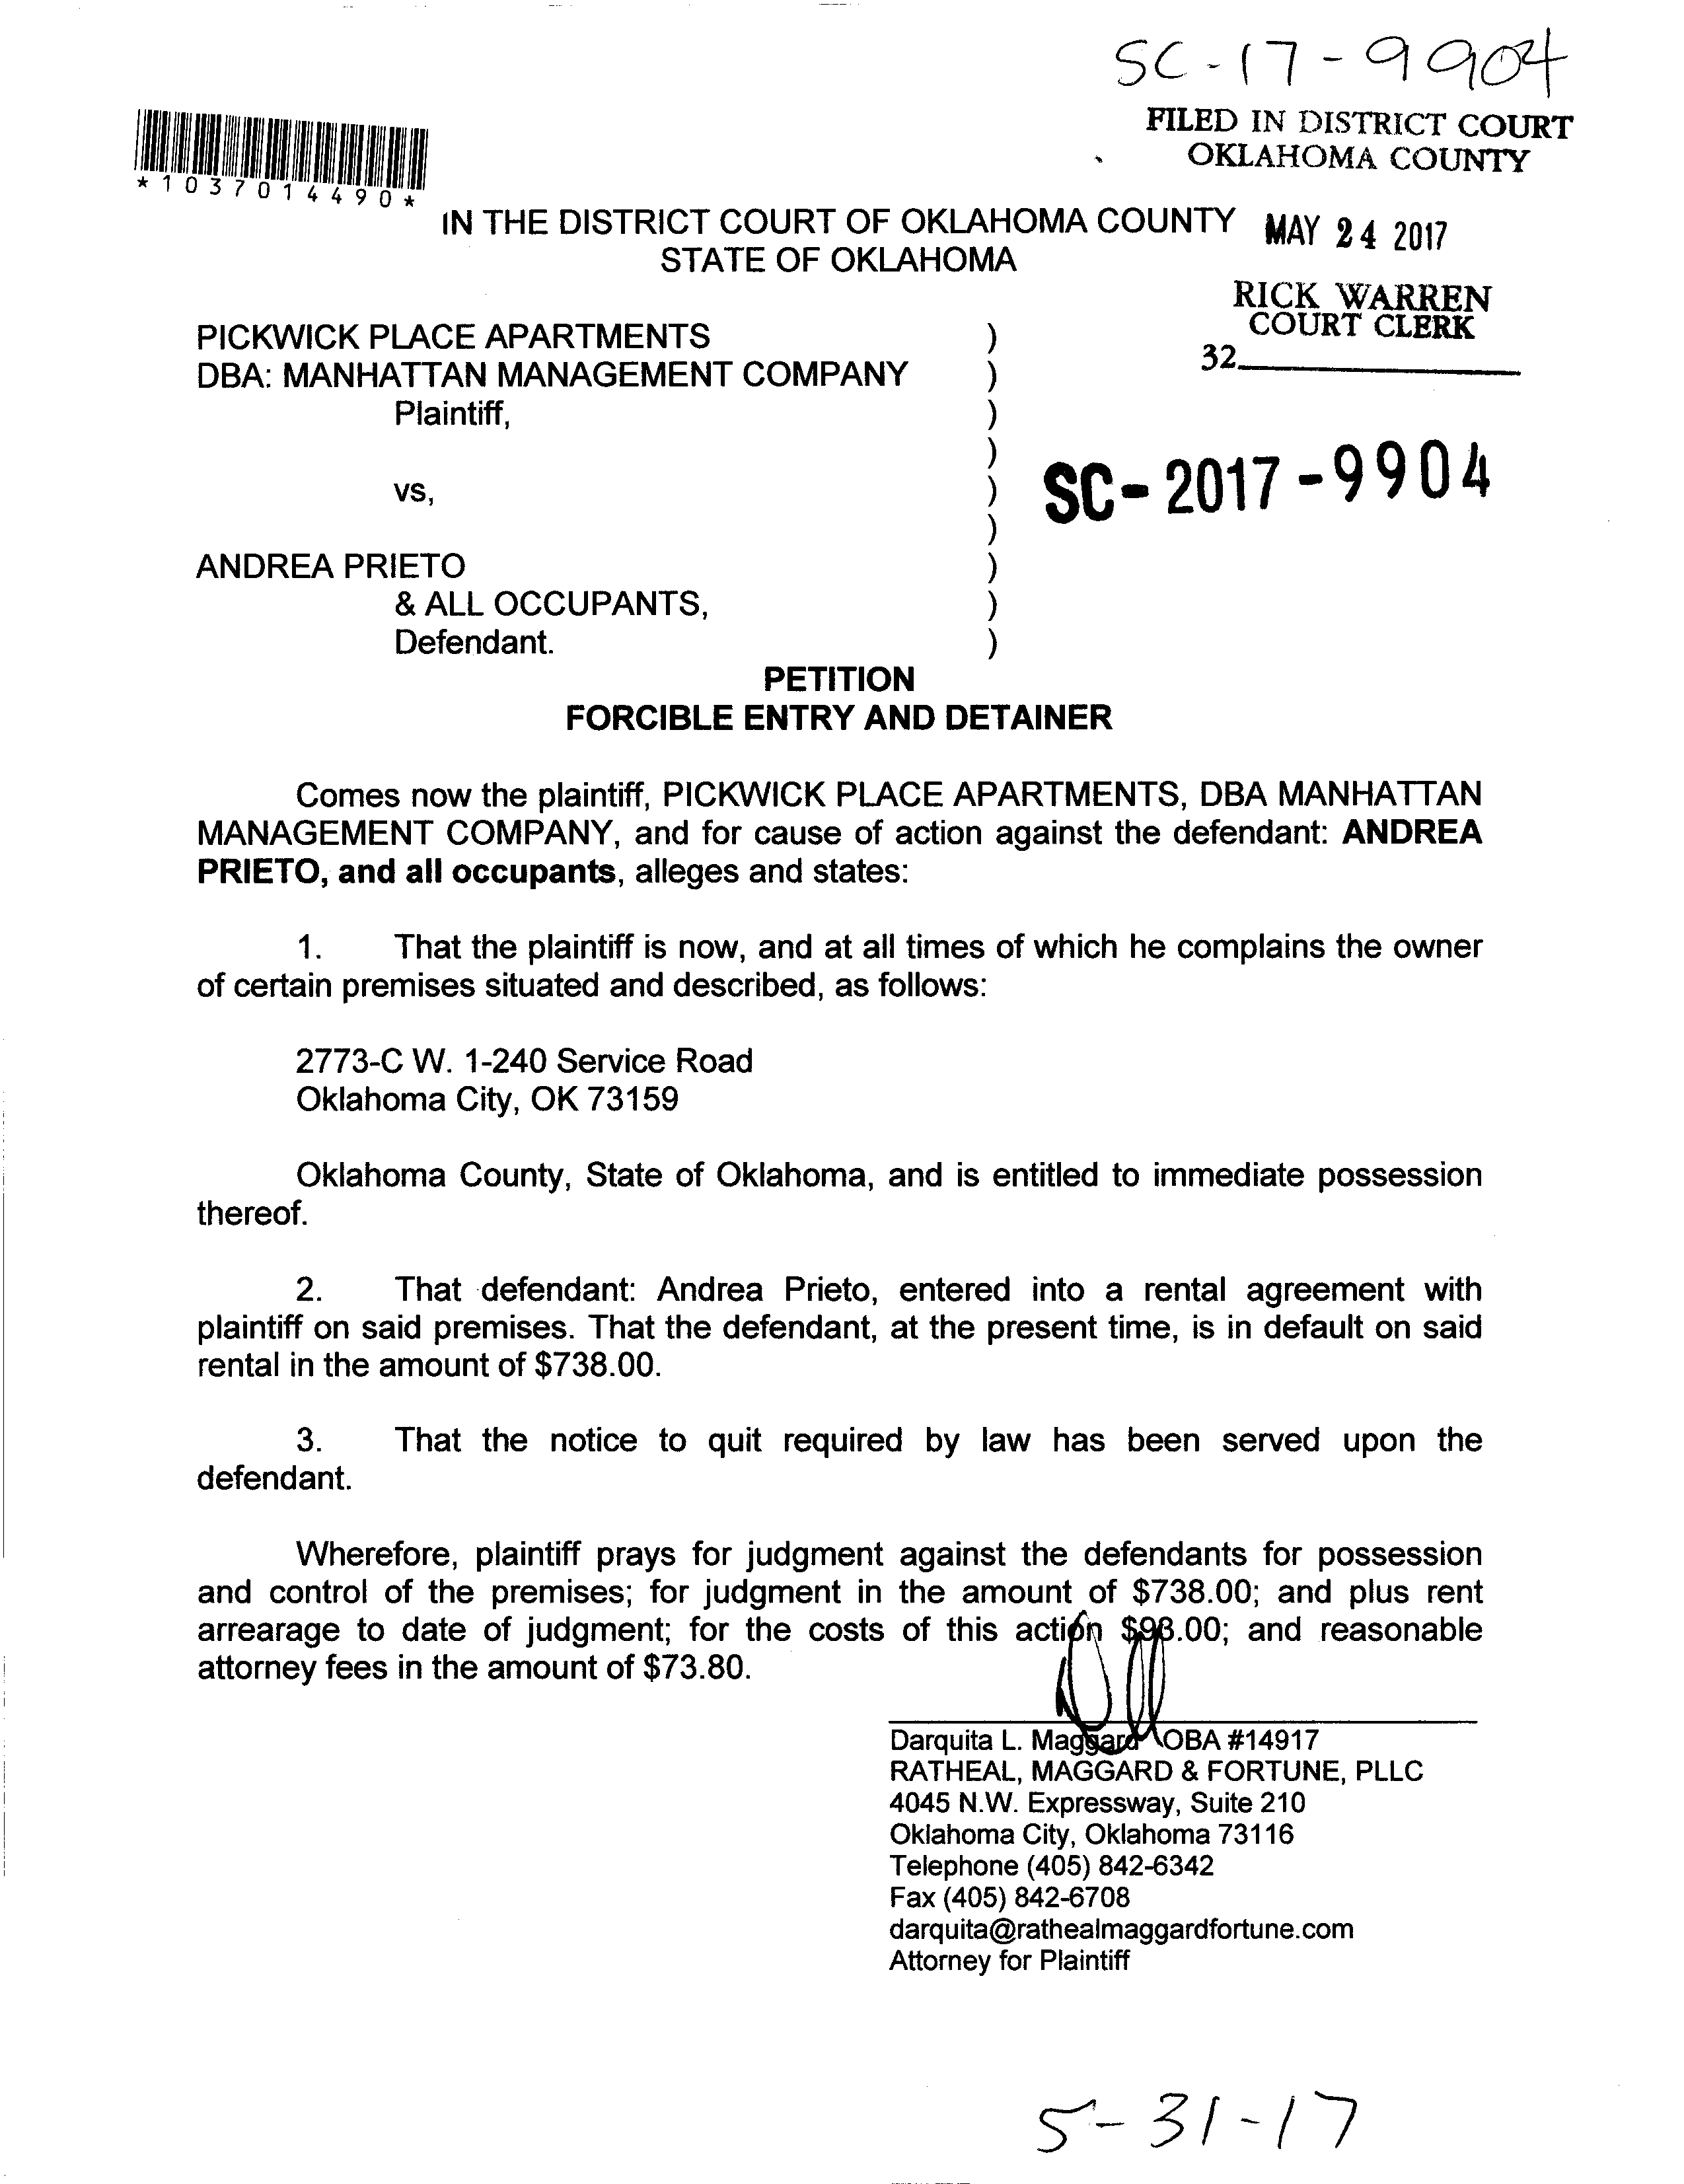 SC-17-9904
FILED IN DISTRICT COURT
OKLAHOMA COUNTY
*1037014490*
IN THE DISTRICT COURT OF OKLAHOMA COUNTY
STATE OF OKLAHOMA
MAY 24 2017
RICK WARREN
COURT CLERK
32
PICKWICK PLACE APARTMENTS )
DBA: MANHATTAN MANAGEMENT COMPANY )
Plaintiff, )
)
vs, )
)
SC-2017-9904
ANDREA PRIETO )
& ALL OCCUPANTS, )
Defendant. )
PETITION
FORCIBLE ENTRY AND DETAINER
Comes now the plaintiff, PICKWICK PLACE APARTMENTS, DBA MANHATTAN
MANAGEMENT COMPANY, and for cause of action against the defendant: ANDREA
PRIETO, and all occupants, alleges and states:
1. That the plaintiff is now, and at all times of which he complains the owner
of certain premises situated and described, as follows:
2773-C W. 1-240 Service Road
Oklahoma City, OK 73159
Oklahoma County, State of Oklahoma, and is entitled to immediate possession
thereof.
2. That defendant: Andrea Prieto, entered into a rental agreement with
plaintiff on said premises. That the defendant, at the present time, is in default on said
rental in the amount of $738.00.
3. That the notice to quit required by law has been served upon the
defendant.
Wherefore, plaintiff prays for judgment against the defendants for possession
and control of the premises; for judgment in the amount of $738.00; and plus rent
arrearage to date of judgment; for the costs of this action and reasonable
attorney fees in the amount of $73.80.
Darquita L. Maggard OBA #14917
RATHEAL, MAGGARD & FORTUNE, PLLC
4045 N.W. Expressway, Suite 210
Oklahoma City, Oklahoma 73116
Telephone (405) 842-6342
Fax (405) 842-6708
darquita@rathealmaggardfortune.com
Attorney for Plaintiff
5-31-17